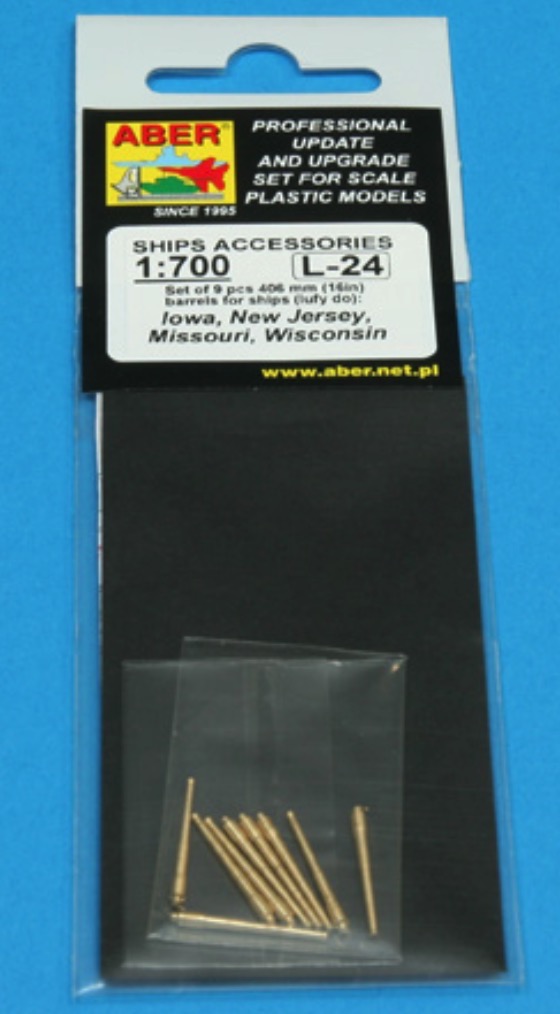 ABER®
SINCE 1995
PROFESSIONAL
UPDATE
AND UPGRADE
SET FOR SCALE
PLASTIC MODELS
SHIPS ACCESSORIES
1:700 L-24
Set of 9 pcs 406 mm (16in)
barrels for ships (lufy do):
Iowa, New Jersey,
Missouri, Wisconsin
www.aber.net.pl